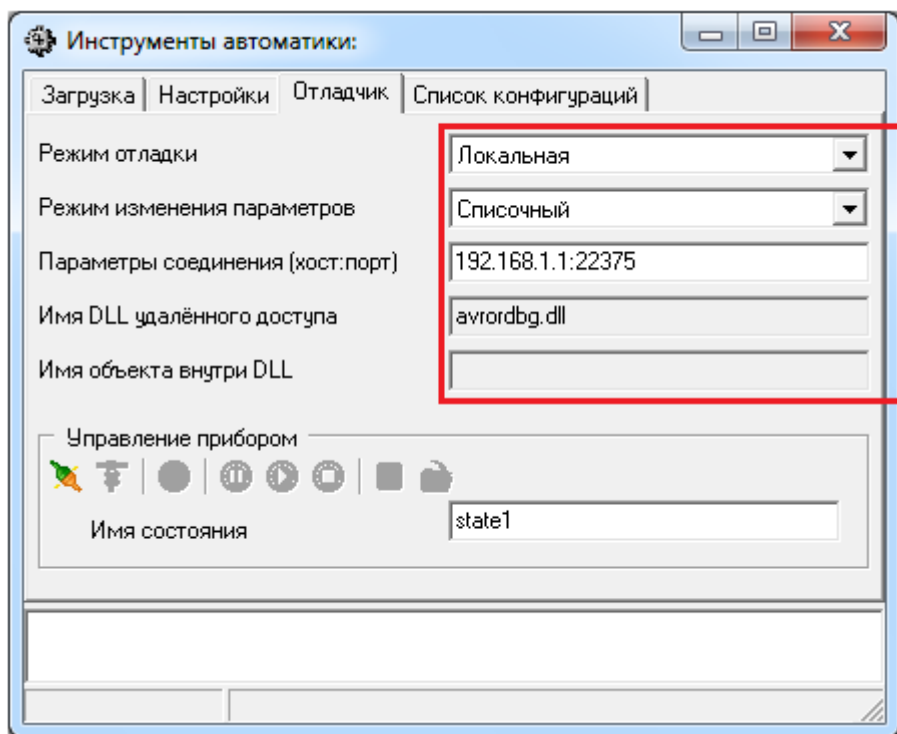 Инструменты автоматики:
Загрузка Настройки Отладчик Список конфигураций
Режим отладки Локальная
Режим изменения параметров Списочный
Параметры соединения (хост:порт) 192.168.1.1:22375
Имя DLL удалённого доступа avrordbg.dll
Имя объекта внутри DLL
Управление прибором
Имя состояния state1